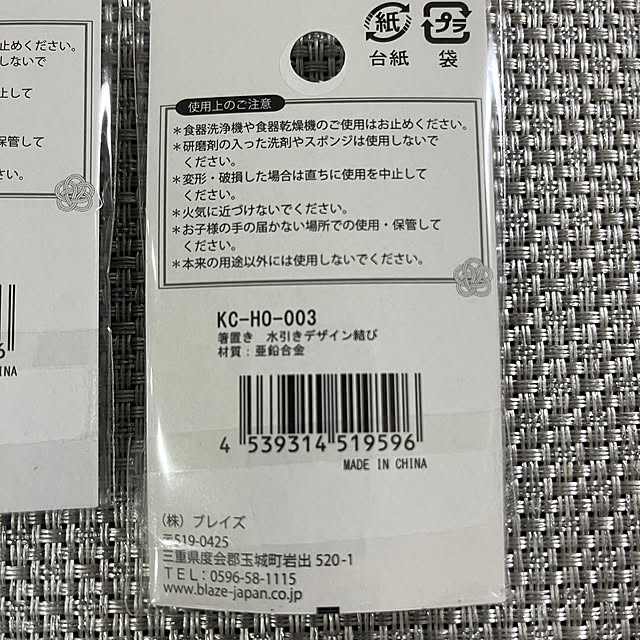 紙 プラ
台紙 袋
使用上のご注意
＊食器洗浄機や食器乾燥機のご使用はお止めください。
＊研磨剤の入った洗剤やスポンジは使用しないで
ください。
＊変形・破損した場合は直ちに使用を中止して
ください。
＊火気に近づけないでください。
＊お子様の手の届かない場所での使用・保管して
ください。
＊本来の用途以外には使用しないでください。
KC-HO-003
箸置き 水引きデザイン結び
材質：亜鉛合金
4 539314 519596
MADE IN CHINA
（株）ブレイズ
〒519-0425
三重県度会郡玉城町岩出 520-1
ＴＥＬ：0596-58-1115
www.blaze-japan.co.jp
お止めください。
しないで
止して
保管して
さい。
6
INA